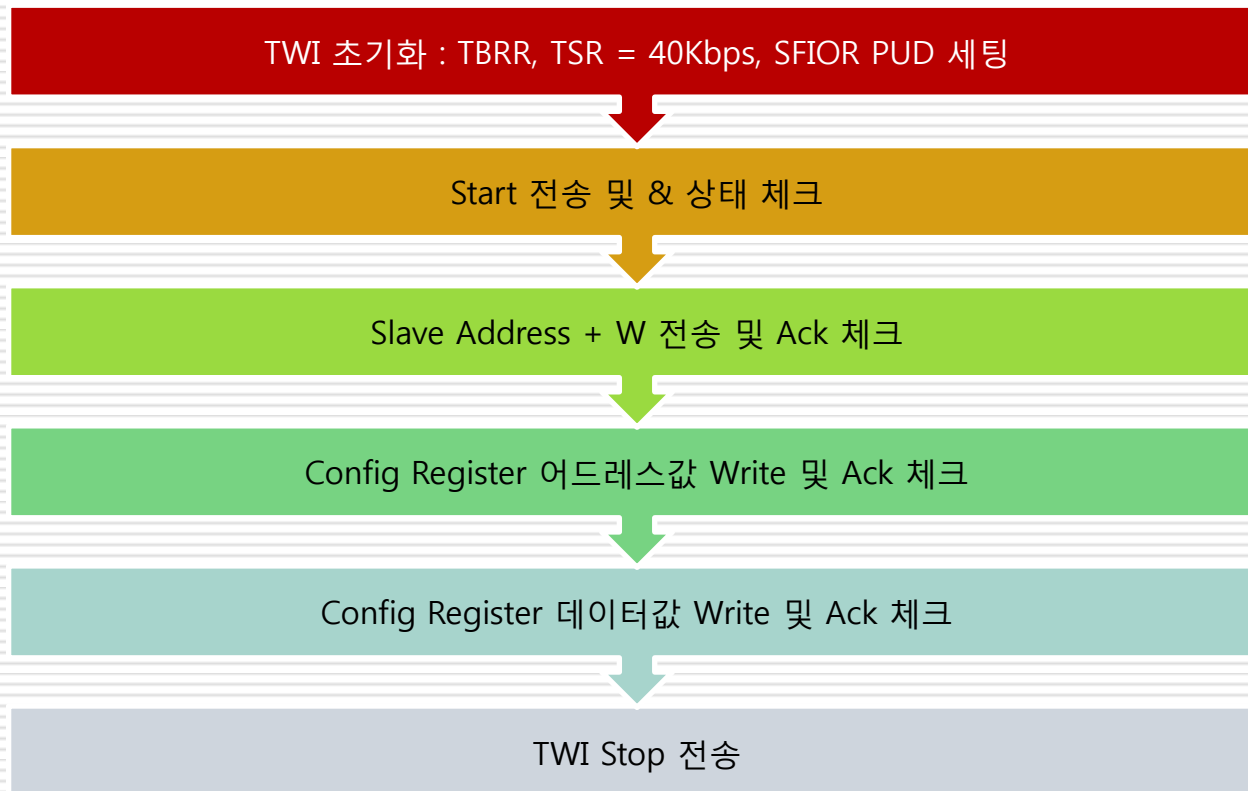 TWI 초기화 : TBRR, TSR = 40Kbps, SFIOR PUD 세팅
Start 전송 및 & 상태 체크
Slave Address + W 전송 및 Ack 체크
Config Register 어드레스값 Write 및 Ack 체크
Config Register 데이터값 Write 및 Ack 체크
TWI Stop 전송